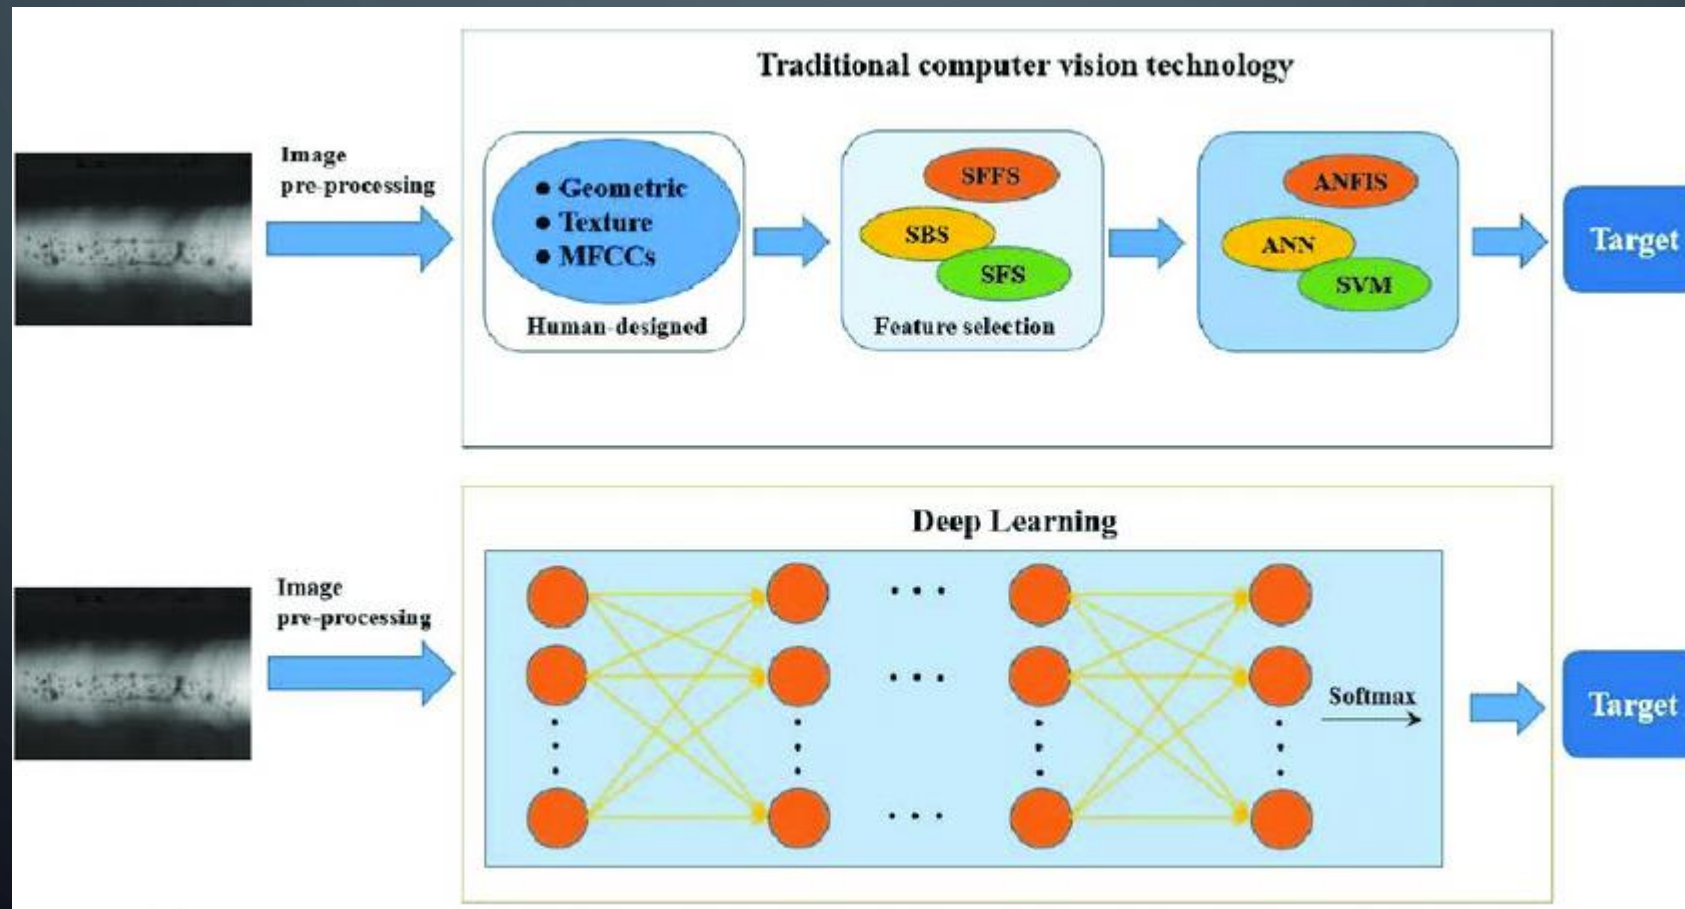 Traditional computer vision technology
Image
pre-processing
• Geometric
• Texture
• MFCCs
Human-designed
SFFS
SBS
SFS
Feature selection
ANFIS
ANN
SVM
Target
Deep Learning
Image
pre-processing
Softmax
Target